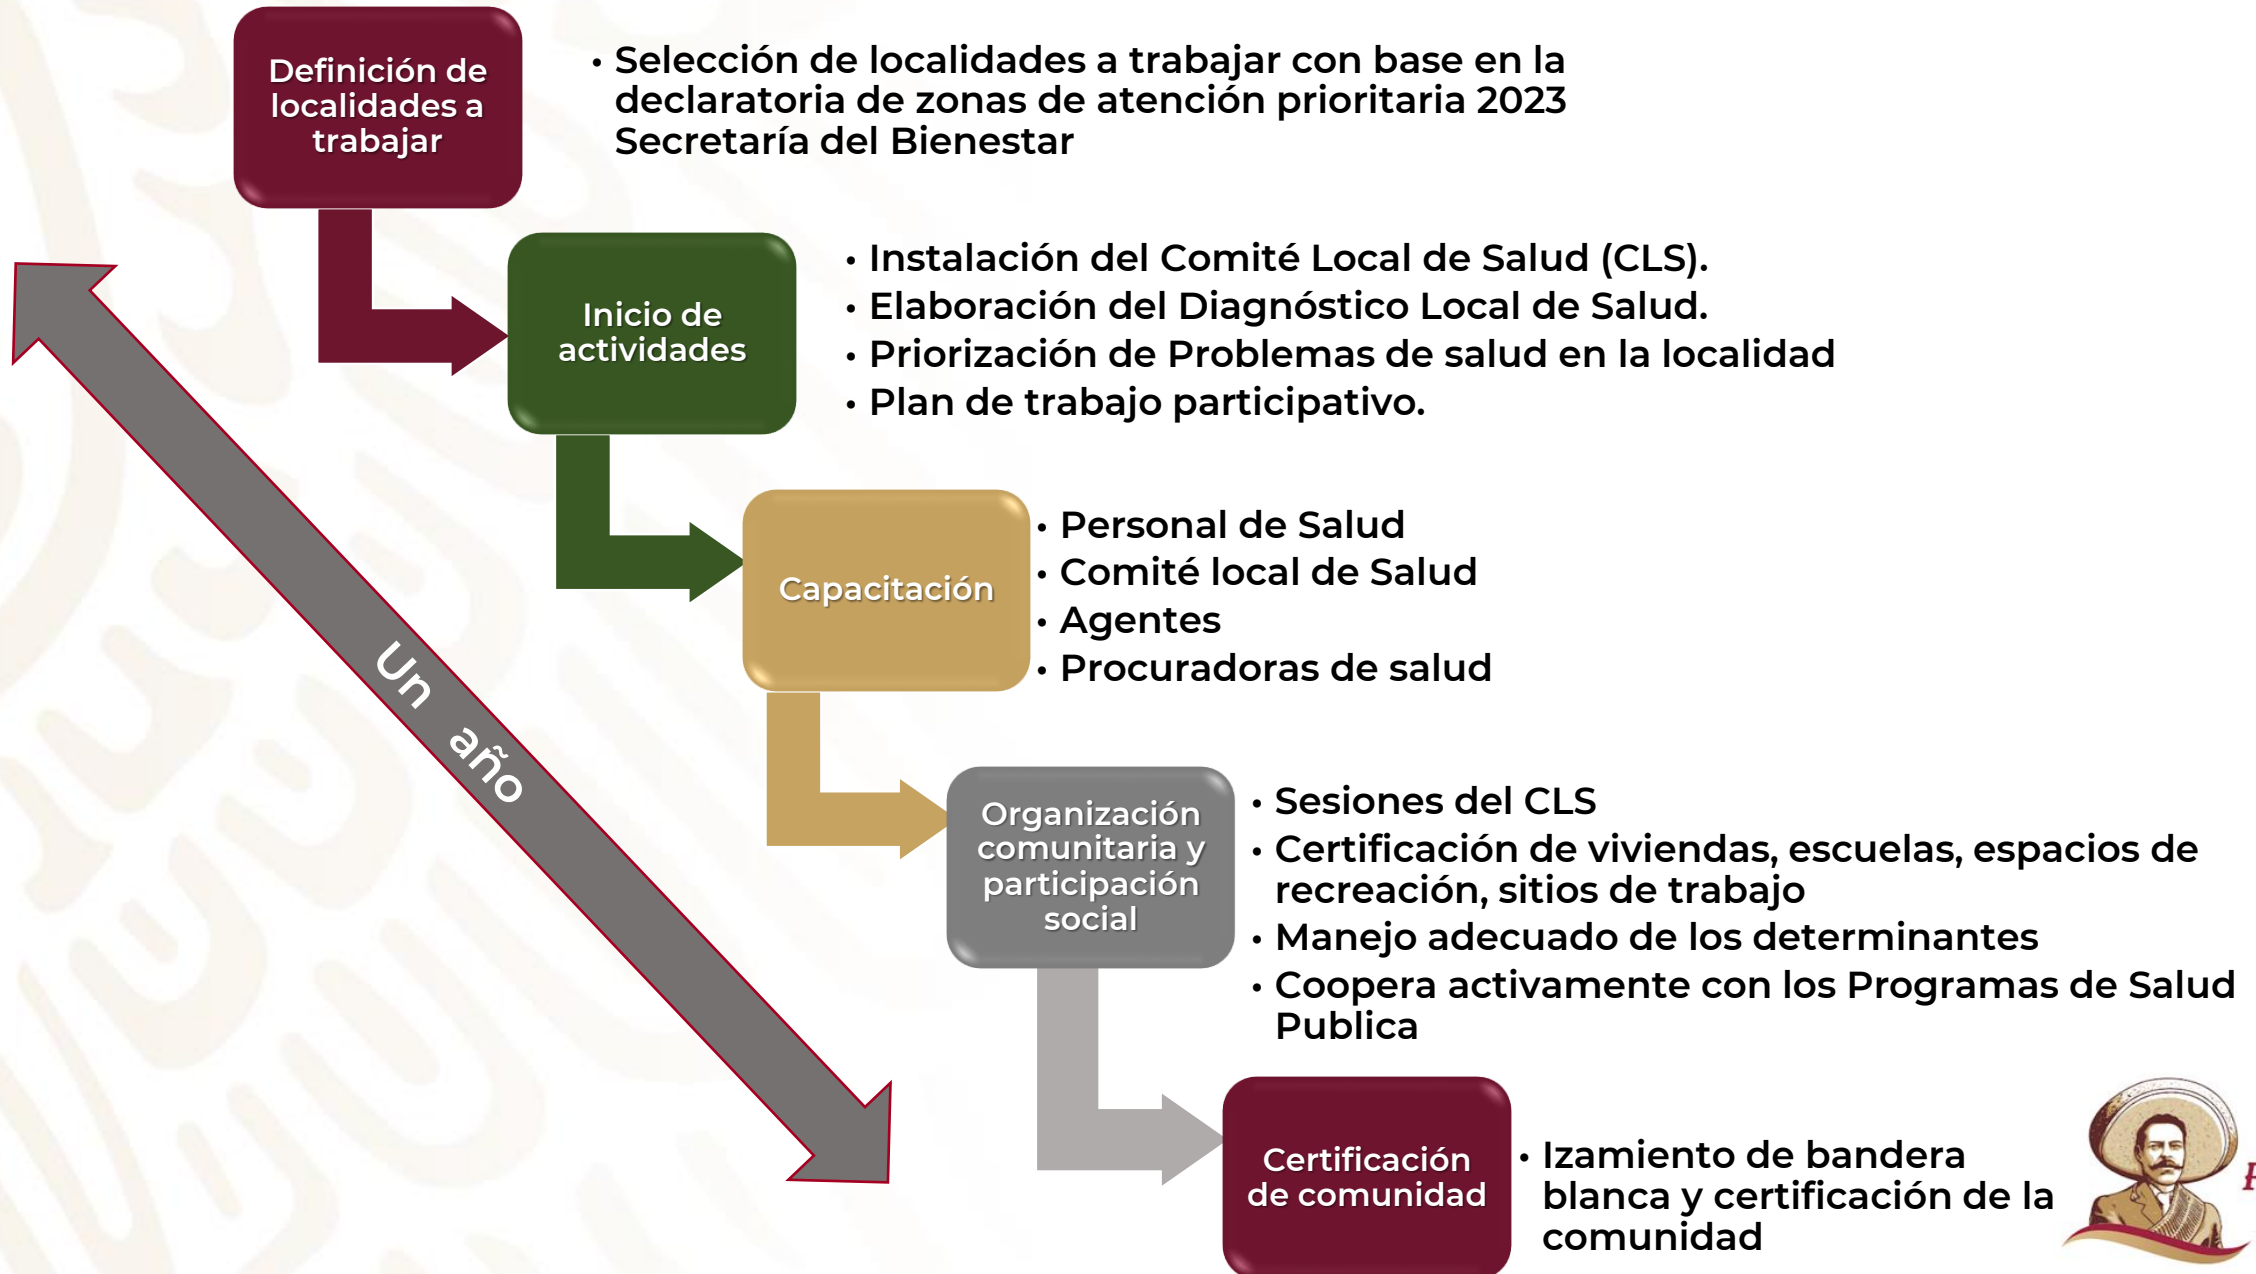 Definición de
localidades a
trabajar
• Selección de localidades a trabajar con base en la
declaratoria de zonas de atención prioritaria 2023
Secretaría del Bienestar
Inicio de
actividades
• Instalación del Comité Local de Salud (CLS).
• Elaboración del Diagnóstico Local de Salud.
• Priorización de Problemas de salud en la localidad
• Plan de trabajo participativo.
Capacitación
• Personal de Salud
• Comité local de Salud
• Agentes
• Procuradoras de salud
Un año
Organización
comunitaria y
participación
social
• Sesiones del CLS
• Certificación de viviendas, escuelas, espacios de
recreación, sitios de trabajo
• Manejo adecuado de los determinantes
• Coopera activamente con los Programas de Salud
Publica
Certificación
de comunidad
• Izamiento de bandera
blanca y certificación de la
comunidad